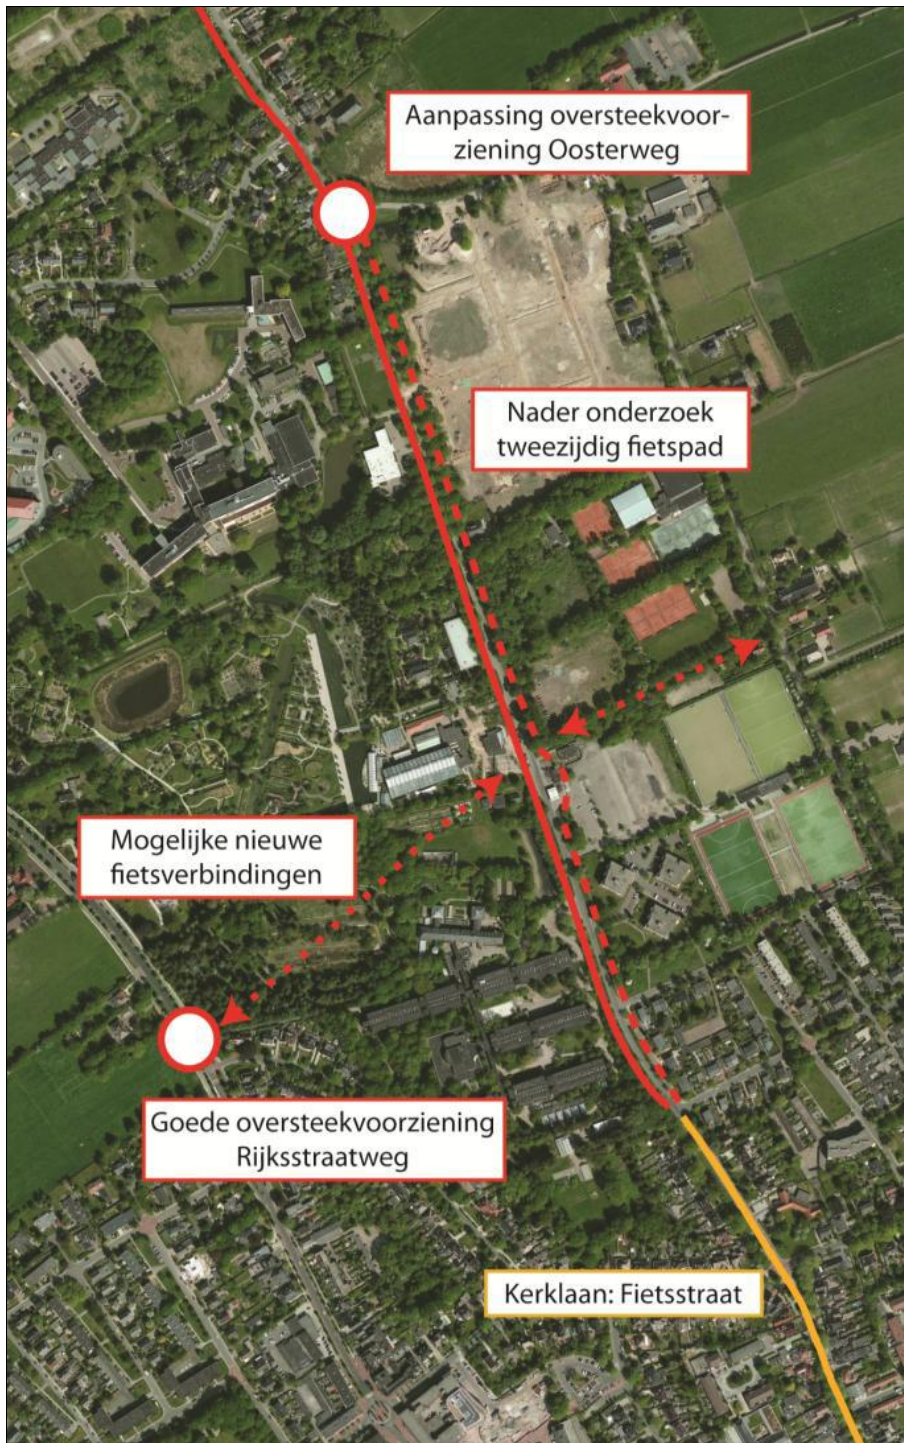 Aanpassing oversteekvoor-
ziening Oosterweg
Nader onderzoek
tweezijdig fietspad
Mogelijke nieuwe
fietsverbindingen
Goede oversteekvoorziening
Rijksstraatweg
Kerklaan: Fietsstraat